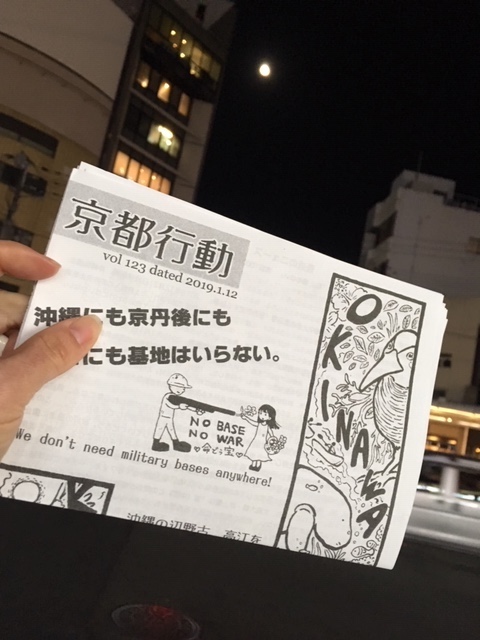 京都行動
vol 123 dated 2019.1.12
沖縄にも京丹後にも
にも基地はいらない。
NO BASE
NO WAR
♡命どぅ宝♡
We don't need military bases anywhere!
沖縄の辺野古、高江を
OKINAWA